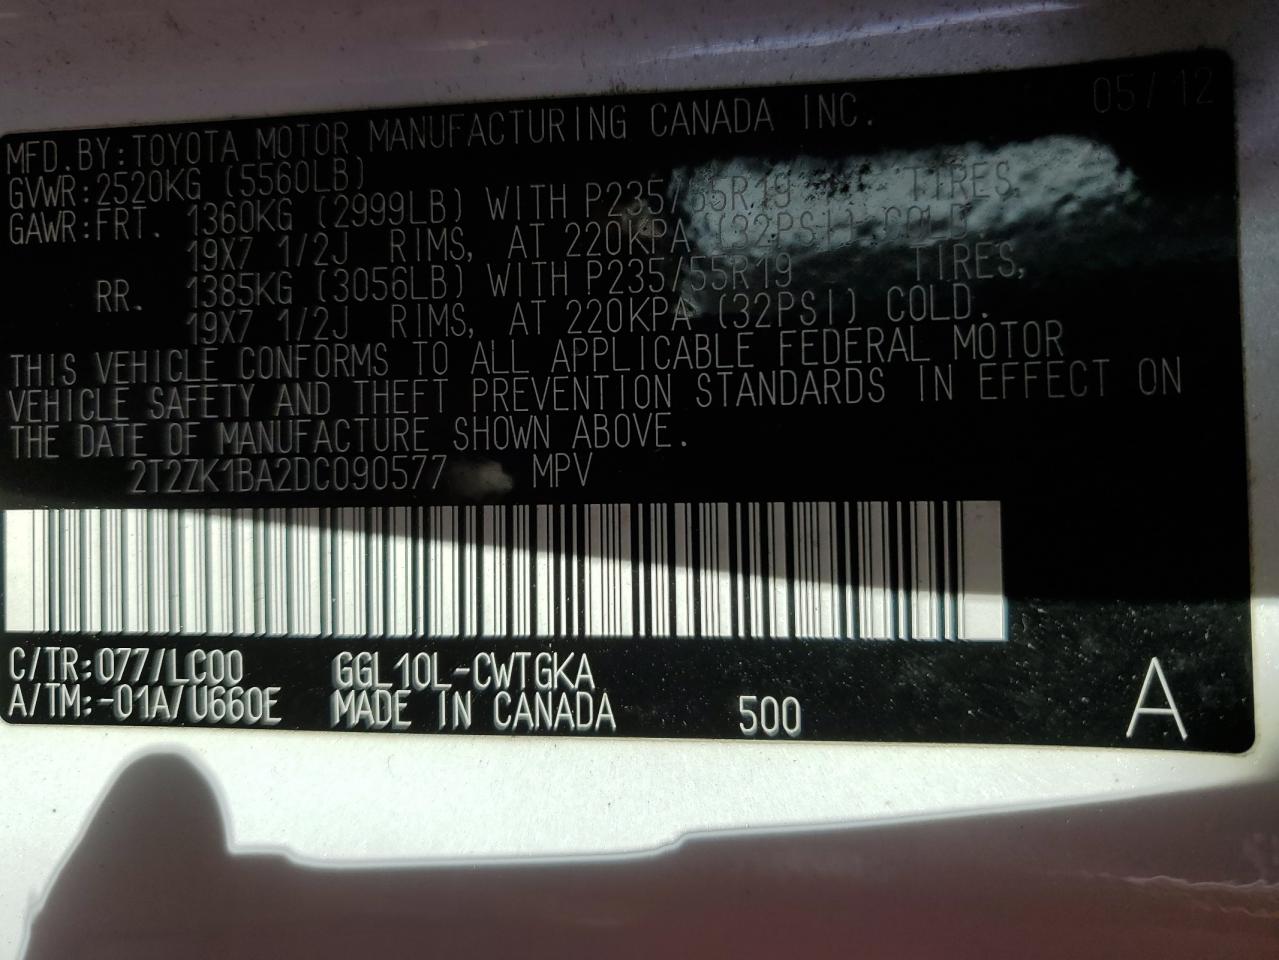 05/12
MFD.BY:TOYOTA MOTOR MANUFACTURING CANADA INC.
GVWR:2520KG (5560LB)
GAWR:FRT. 1360KG (2999LB) WITH P235/55R19 TIRES,
19X7 1/2J RIMS, AT 220KPA (32PSI) COLD.
RR. 1385KG (3056LB) WITH P235/55R19 TIRES,
19X7 1/2J RIMS, AT 220KPA (32PSI) COLD.
THIS VEHICLE CONFORMS TO ALL APPLICABLE FEDERAL MOTOR
VEHICLE SAFETY AND THEFT PREVENTION STANDARDS IN EFFECT ON
THE DATE OF MANUFACTURE SHOWN ABOVE.
2T2ZK1BA2DC090577 MPV
C/TR:077/LC00 GGL10L-CWTGKA
A/TM:-01A/U660E MADE IN CANADA 500 A